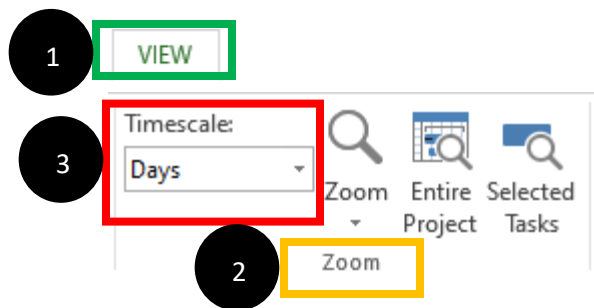 1
VIEW
3
Timescale:
Days
Zoom
Entire
Project
Selected
Tasks
2
Zoom